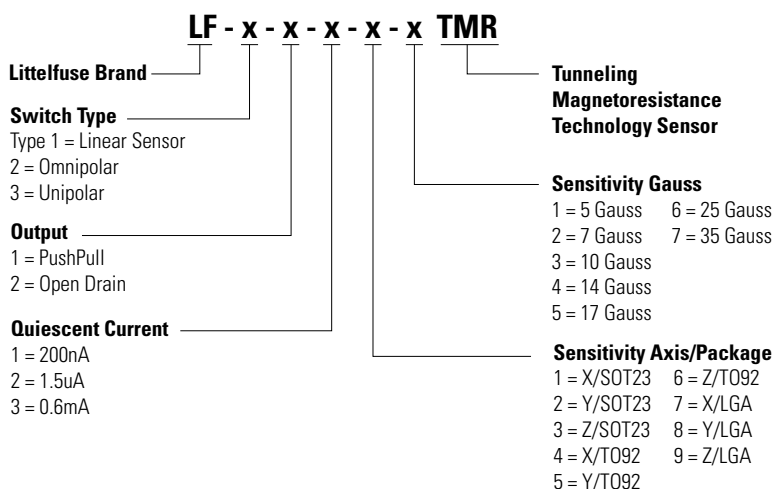 LF - x - x - x - x - x TMR
Littelfuse Brand
Switch Type
Type 1 = Linear Sensor
2 = Omnipolar
3 = Unipolar
Output
1 = PushPull
2 = Open Drain
Quiescent Current
1 = 200nA
2 = 1.5uA
3 = 0.6mA
Tunneling
Magnetoresistance
Technology Sensor
Sensitivity Gauss
1 = 5 Gauss 6 = 25 Gauss
2 = 7 Gauss 7 = 35 Gauss
3 = 10 Gauss
4 = 14 Gauss
5 = 17 Gauss
Sensitivity Axis/Package
1 = X/SOT23 6 = Z/TO92
2 = Y/SOT23 7 = X/LGA
3 = Z/SOT23 8 = Y/LGA
4 = X/TO92 9 = Z/LGA
5 = Y/TO92